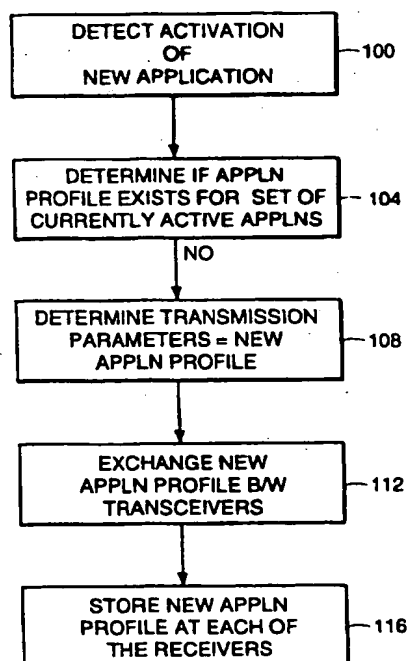 DETECT ACTIVATION
OF
NEW APPLICATION
100
DETERMINE IF APPLN
PROFILE EXISTS FOR SET OF
CURRENTLY ACTIVE APPLNS
104
NO
DETERMINE TRANSMISSION
PARAMETERS = NEW
APPLN PROFILE
108
EXCHANGE NEW
APPLN PROFILE B/W
TRANSCEIVERS
112
STORE NEW APPLN
PROFILE AT EACH OF
THE RECEIVERS
116